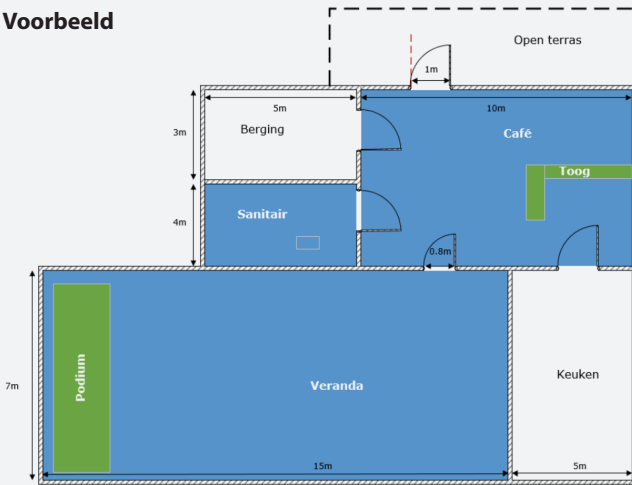 Voorbeeld
Open terras
1m
5m
10m
3m
Berging
Café
Toog
4m
Sanitair
0.8m
7m
Podium
Veranda
Keuken
15m
5m